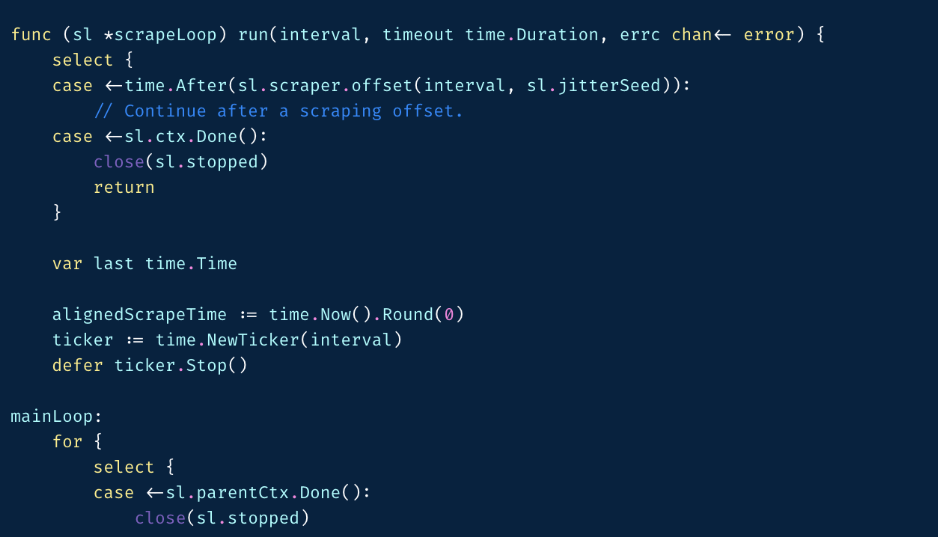 func (sl *scrapeLoop) run(interval, timeout time.Duration, errc chan<- error) {
    select {
    case <-time.After(sl.scraper.offset(interval, sl.jitterSeed)):
        // Continue after a scraping offset.
    case <-sl.ctx.Done():
        close(sl.stopped)
        return
    }

    var last time.Time

    alignedScrapeTime := time.Now().Round(0)
    ticker := time.NewTicker(interval)
    defer ticker.Stop()

mainLoop:
    for {
        select {
        case <-sl.parentCtx.Done():
            close(sl.stopped)